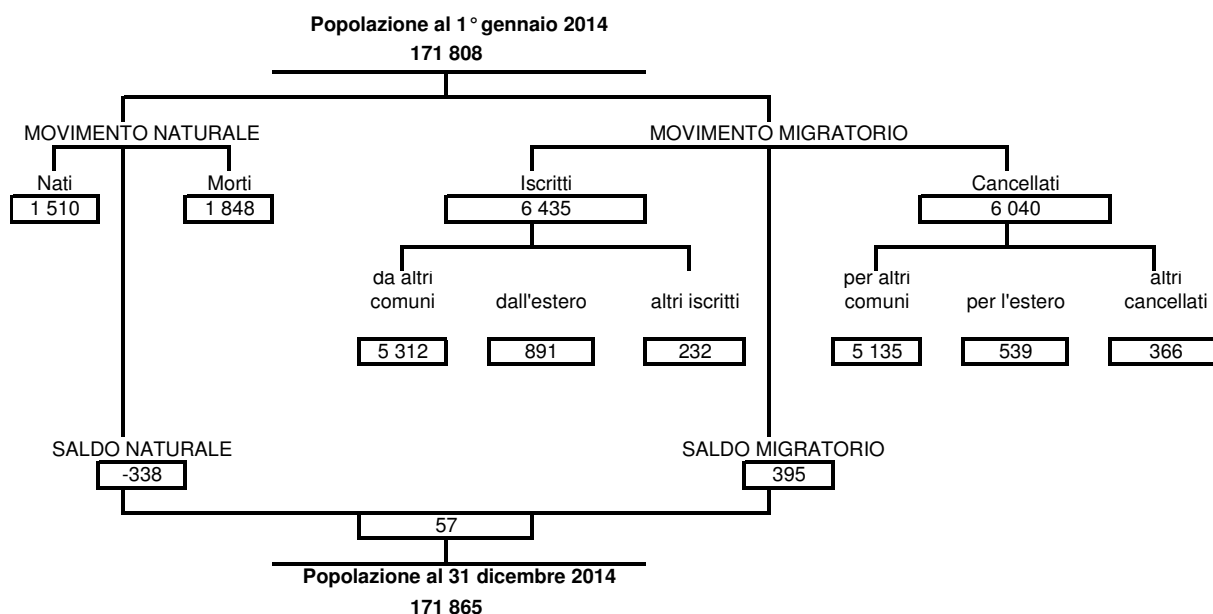 Popolazione al 1° gennaio 2014
171 808
MOVIMENTO NATURALE
MOVIMENTO MIGRATORIO
Nati
Morti
Iscritti
Cancellati
1 510
1 848
6 435
6 040
da altri
comuni
dall'estero
altri iscritti
per altri
comuni
per l'estero
altri
cancellati
5 312
891
232
5 135
539
366
SALDO NATURALE
SALDO MIGRATORIO
-338
395
57
Popolazione al 31 dicembre 2014
171 865